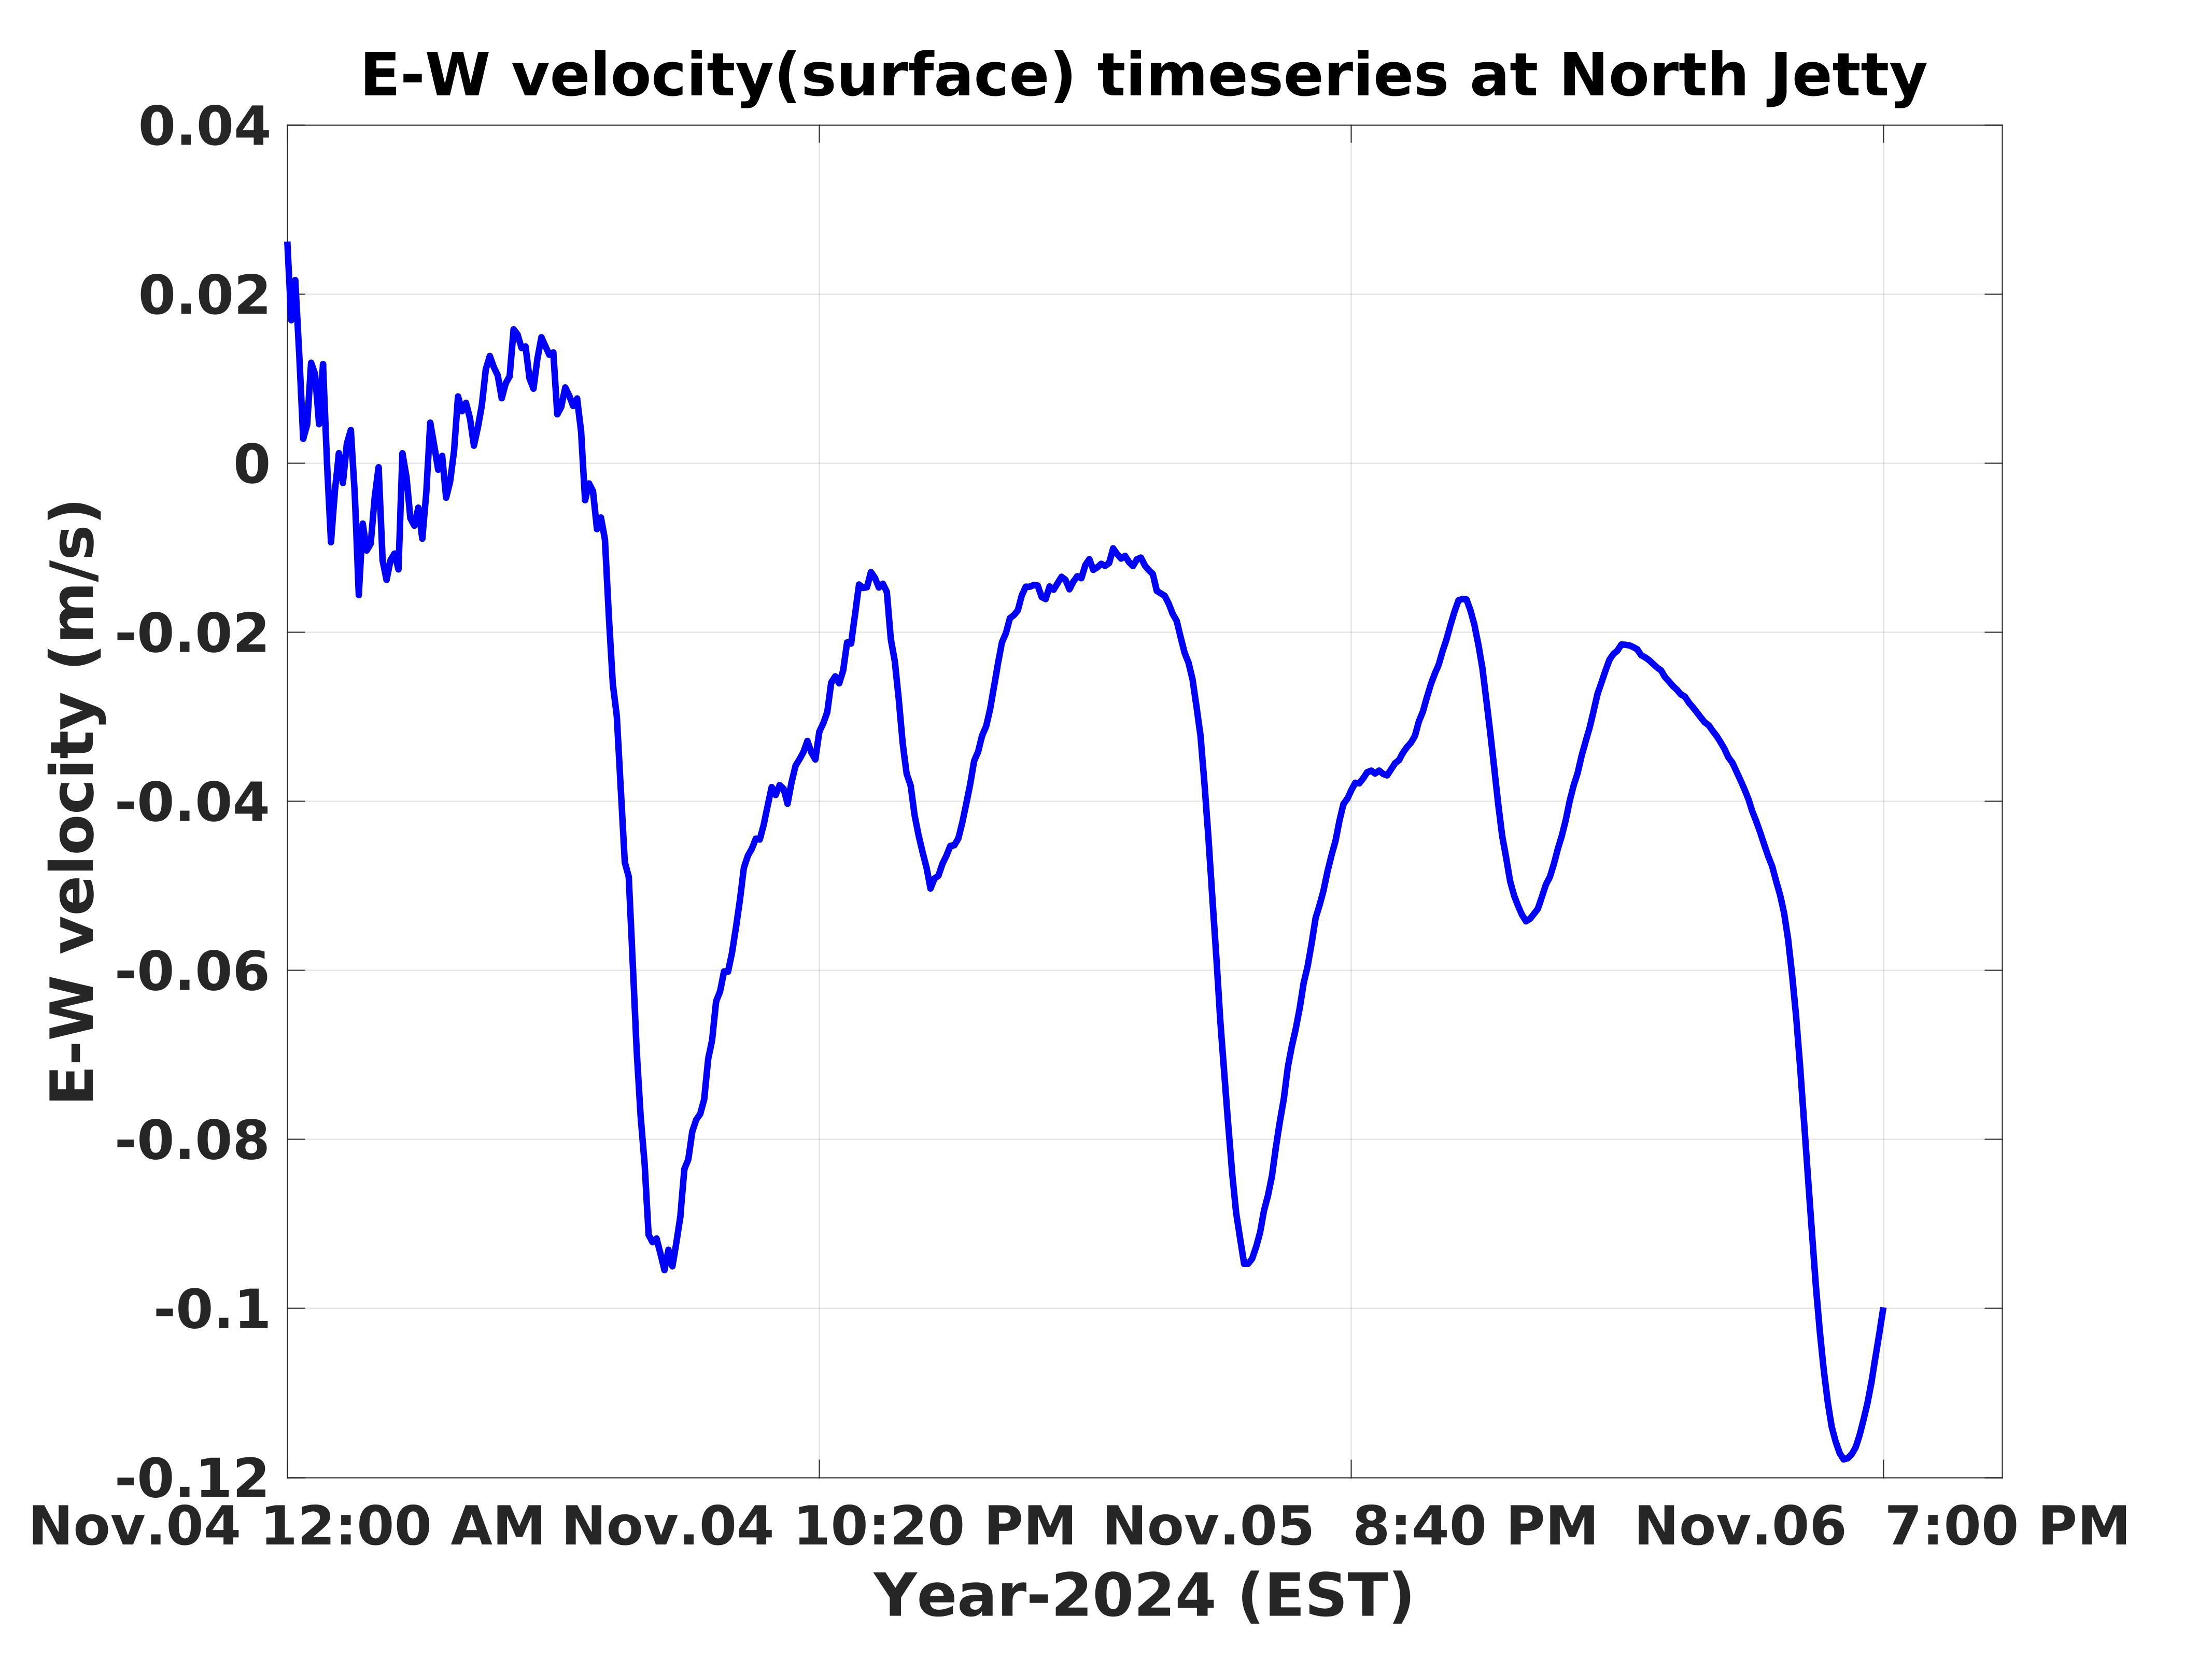 E-W velocity(surface) timeseries at North Jetty
0.04
0.02
0
-0.02
-0.04
-0.06
-0.08
-0.1
-0.12
E-W velocity (m/s)
Nov.04 12:00 AM Nov.04 10:20 PM Nov.05 8:40 PM Nov.06 7:00 PM
Year-2024 (EST)